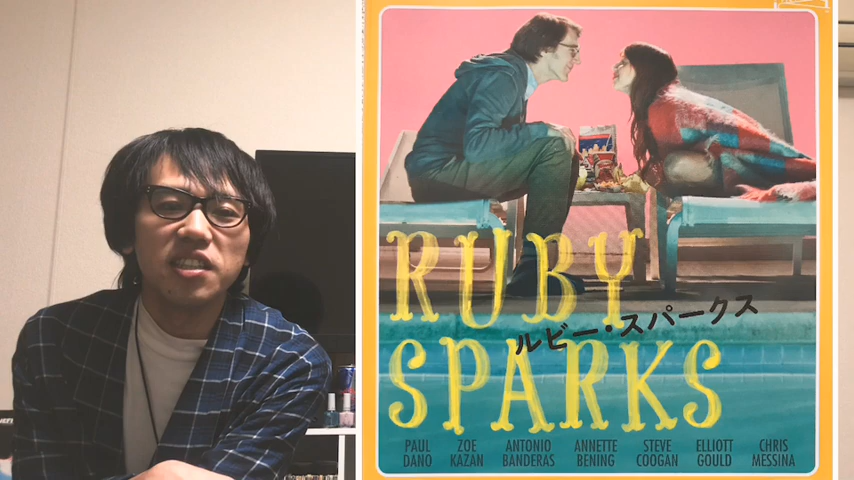 RUBY
ルビー・スパークス
SPARKS
PAUL DANO
ZOE KAZAN
ANTONIO BANDERAS
ANNETTE BENING
STEVE COOGAN
ELLIOTT GOULD
CHRIS MESSINA